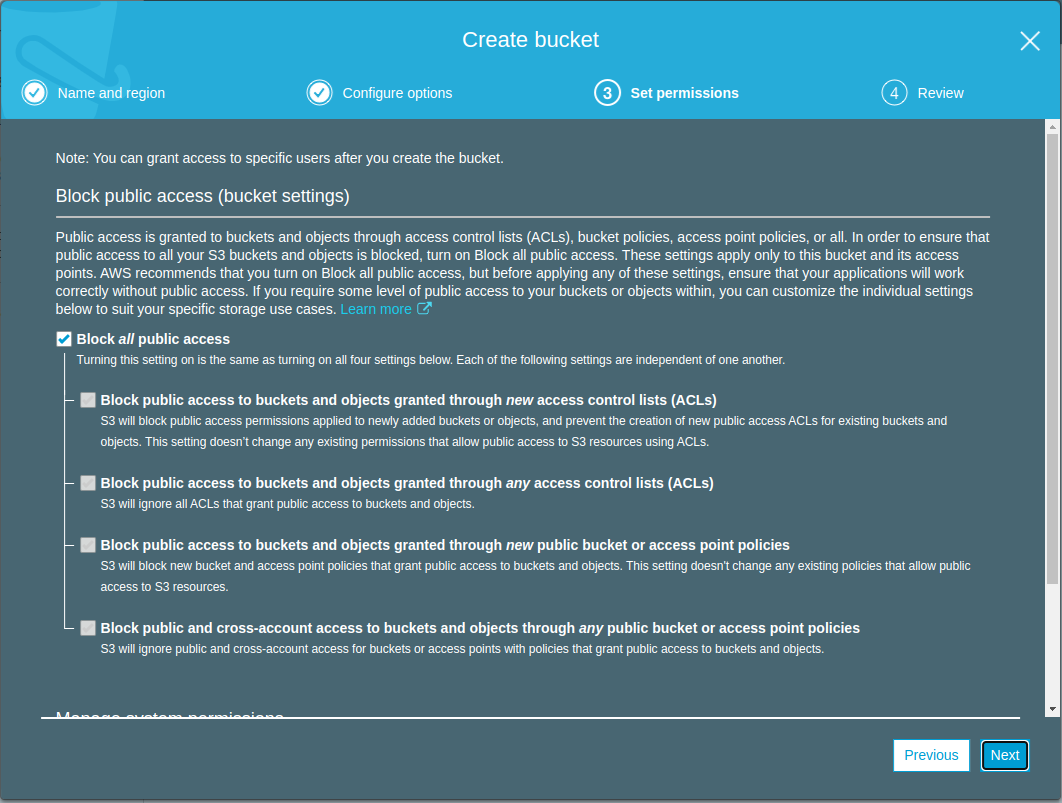 Create bucket
Name and region
Configure options
3 Set permissions
4 Review
Note: You can grant access to specific users after you create the bucket.
Block public access (bucket settings)
Public access is granted to buckets and objects through access control lists (ACLs), bucket policies, access point policies, or all. In order to ensure that
public access to all your S3 buckets and objects is blocked, turn on Block all public access. These settings apply only to this bucket and its access
points. AWS recommends that you turn on Block all public access, but before applying any of these settings, ensure that your applications will work
correctly without public access. If you require some level of public access to your buckets or objects within, you can customize the individual settings
below to suit your specific storage use cases. Learn more
Block all public access
Turning this setting on is the same as turning on all four settings below. Each of the following settings are independent of one another.
Block public access to buckets and objects granted through new access control lists (ACLs)
S3 will block public access permissions applied to newly added buckets or objects, and prevent the creation of new public access ACLs for existing buckets and
objects. This setting doesn't change any existing permissions that allow public access to S3 resources using ACLs.
Block public access to buckets and objects granted through any access control lists (ACLs)
S3 will ignore all ACLs that grant public access to buckets and objects.
Block public access to buckets and objects granted through new public bucket or access point policies
S3 will block new bucket and access point policies that grant public access to buckets and objects. This setting doesn't change any existing policies that allow public
access to S3 resources.
Block public and cross-account access to buckets and objects through any public bucket or access point policies
S3 will ignore public and cross-account access for buckets or access points with policies that grant public access to buckets and objects.
Manage system permissions
Previous
Next